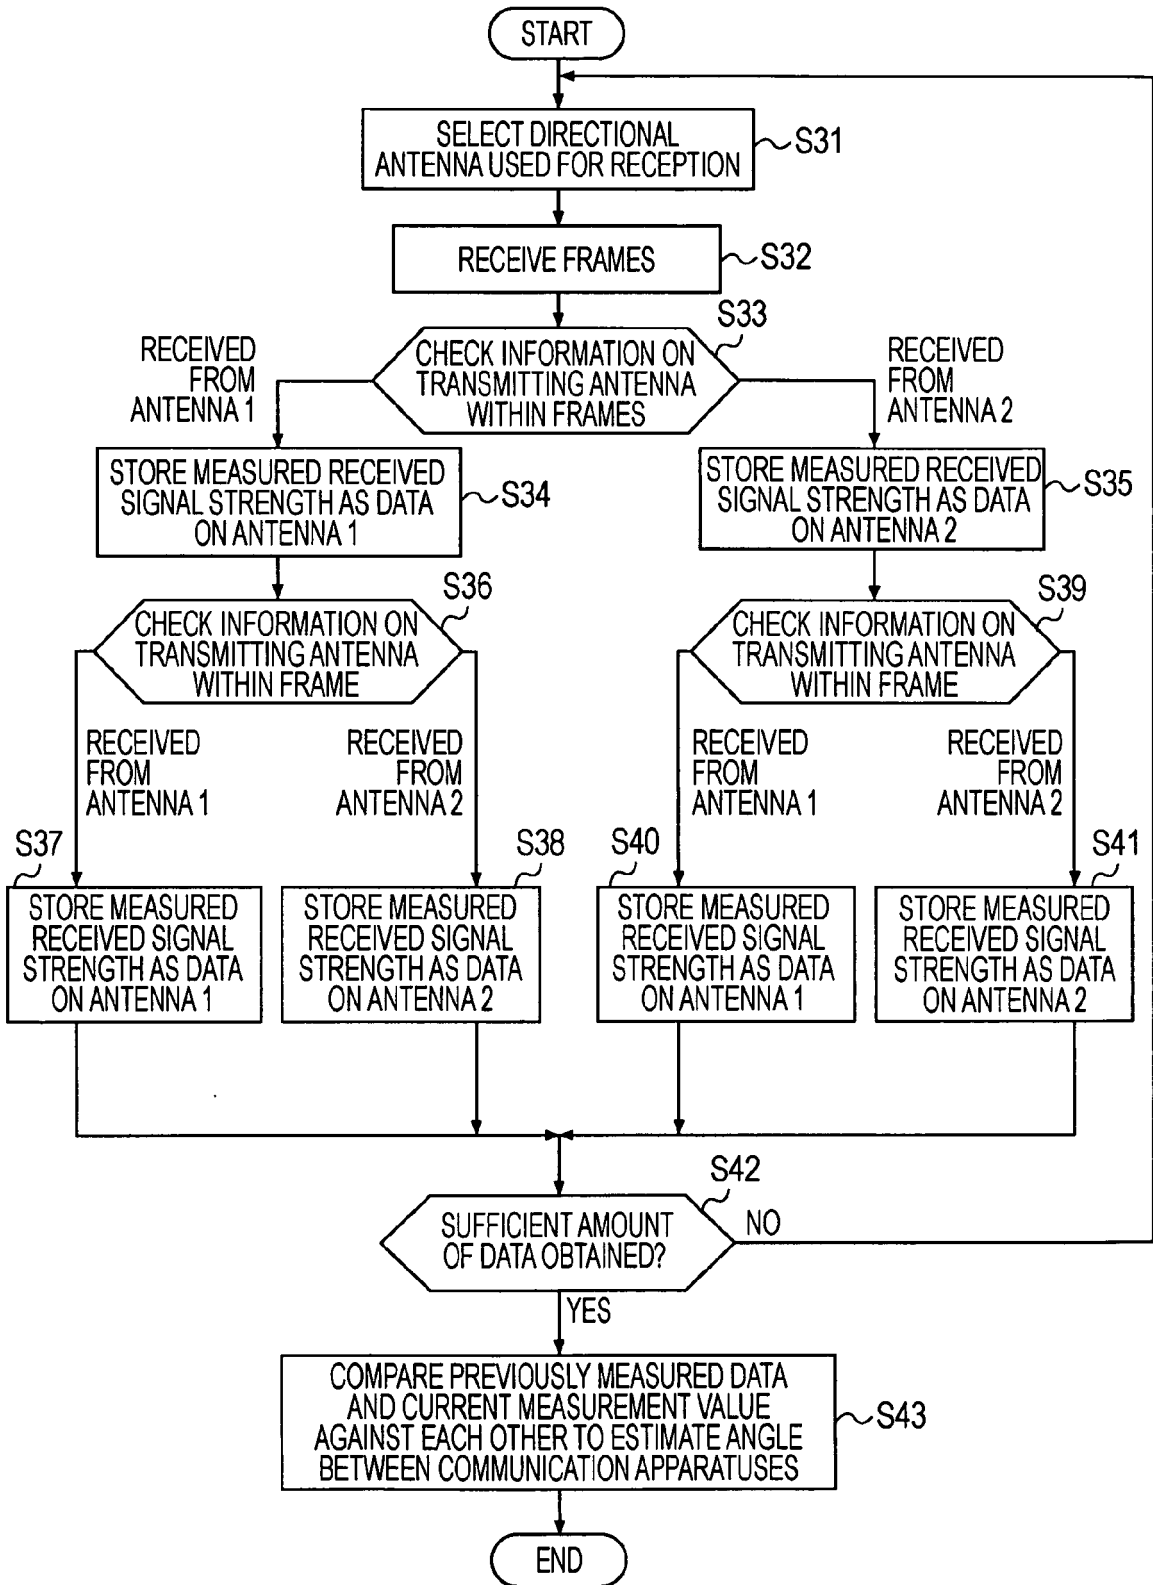 START
SELECT DIRECTIONAL
ANTENNA USED FOR RECEPTION
S31
RECEIVE FRAMES
S32
S33
CHECK INFORMATION ON
TRANSMITTING ANTENNA
WITHIN FRAMES
RECEIVED
FROM
ANTENNA 1
RECEIVED
FROM
ANTENNA 2
STORE MEASURED RECEIVED
SIGNAL STRENGTH AS DATA
ON ANTENNA 1
S34
STORE MEASURED RECEIVED
SIGNAL STRENGTH AS DATA
ON ANTENNA 2
S35
S36
CHECK INFORMATION ON
TRANSMITTING ANTENNA
WITHIN FRAME
S39
CHECK INFORMATION ON
TRANSMITTING ANTENNA
WITHIN FRAME
RECEIVED
FROM
ANTENNA 1
RECEIVED
FROM
ANTENNA 2
RECEIVED
FROM
ANTENNA 1
RECEIVED
FROM
ANTENNA 2
S37
STORE MEASURED
RECEIVED SIGNAL
STRENGTH AS DATA
ON ANTENNA 1
S38
STORE MEASURED
RECEIVED SIGNAL
STRENGTH AS DATA
ON ANTENNA 2
S40
STORE MEASURED
RECEIVED SIGNAL
STRENGTH AS DATA
ON ANTENNA 1
S41
STORE MEASURED
RECEIVED SIGNAL
STRENGTH AS DATA
ON ANTENNA 2
S42
SUFFICIENT AMOUNT
OF DATA OBTAINED?
NO
YES
COMPARE PREVIOUSLY MEASURED DATA
AND CURRENT MEASUREMENT VALUE
AGAINST EACH OTHER TO ESTIMATE ANGLE
BETWEEN COMMUNICATION APPARATUSES
S43
END